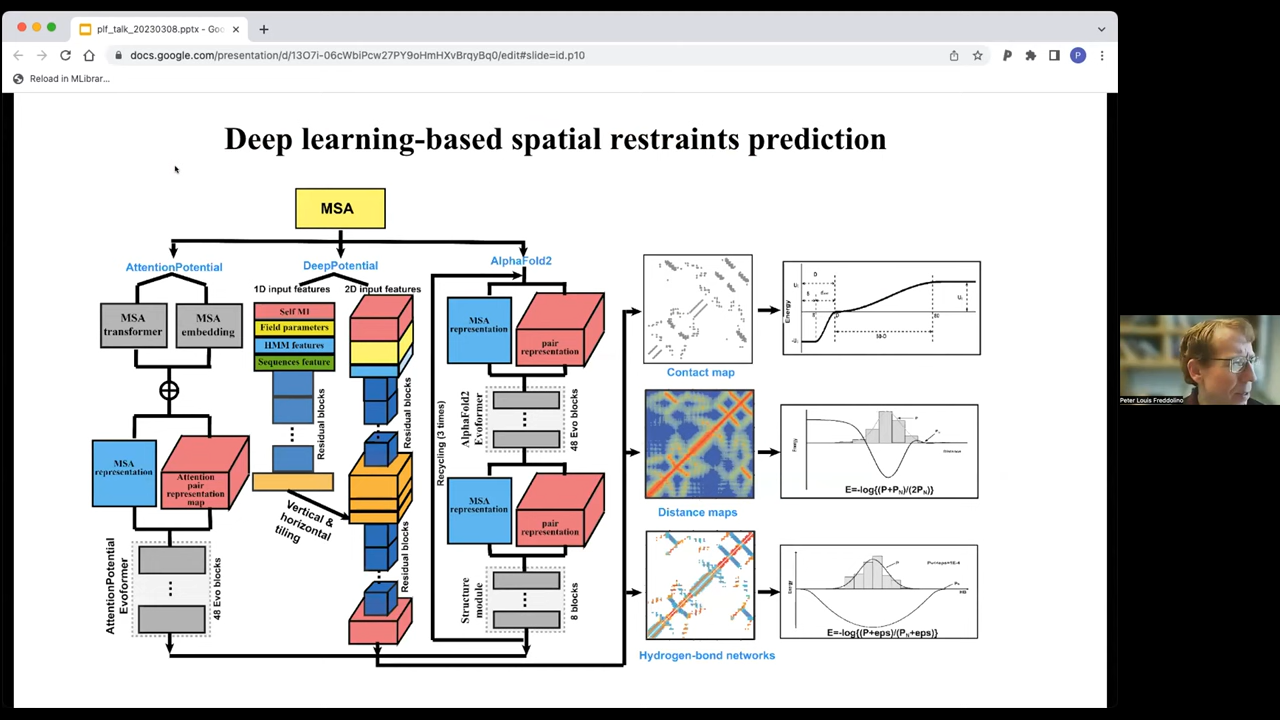 plf_talk_20230308.pptx - Goo
docs.google.com/presentation/d/13O7i-06cWbiPcw27PY9oHmHXvBrqyBq0/edit#slide=id.p10
P
Reload in MLibrar...
Deep learning-based spatial restraints prediction
MSA
AttentionPotential
DeepPotential
AlphaFold2
1D input features
2D input features
MSA
transformer
MSA
embedding
Self MI
Field parameters
HMM features
Sequences feature
Residual blocks
Residual blocks
MSA
representation
pair
representation
Recycling (3 times)
AlphaFold2
Evoformer
48 Evo blocks
MSA
representation
Attention
pair
representation
map
Vertical &
horizontal
tiling
Residual blocks
MSA
representation
pair
representation
AttentionPotential
Evoformer
48 Evo blocks
Structure
module
8 blocks
Contact map
Energy
Distance maps
Energy
E=-log{(P+P_N)/(2P_N)}
Hydrogen-bond networks
Energy
E=-log{(P+eps)/(P_N+eps)}
Peter Louis Freddolino